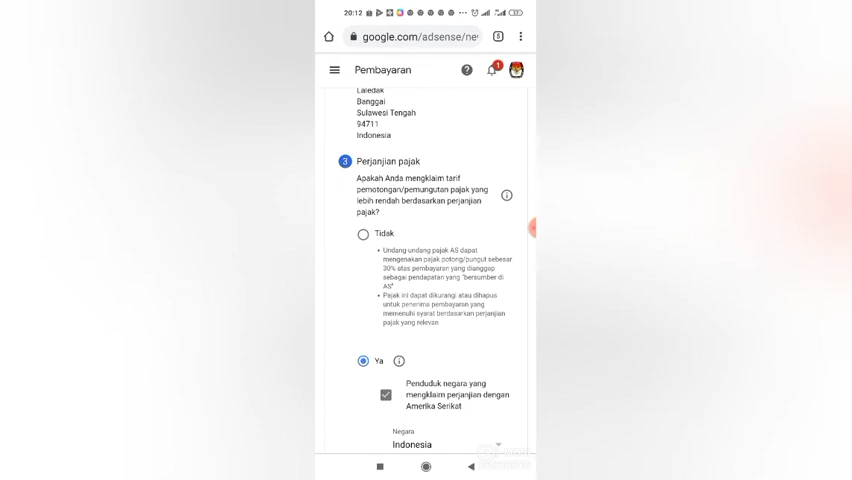 20:12
5
google.com/adsense/ne
Pembayaran
1
Laledak
Banggai
Sulawesi Tengah
94711
Indonesia
3 Perjanjian pajak
Apakah Anda mengklaim tarif
pemotongan/pemungutan pajak yang
lebih rendah berdasarkan perjanjian
pajak?
Tidak
• Undang-undang pajak AS dapat
mengenakan pajak potong/pungut sebesar
30% atas pembayaran yang dianggap
sebagai pendapatan yang "bersumber di
AS"
• Pajak ini dapat dikurangi atau dihapus
untuk penerima pembayaran yang
memenuhi syarat berdasarkan perjanjian
pajak yang relevan
Ya
Penduduk negara yang
mengklaim perjanjian dengan
Amerika Serikat
Negara
Indonesia